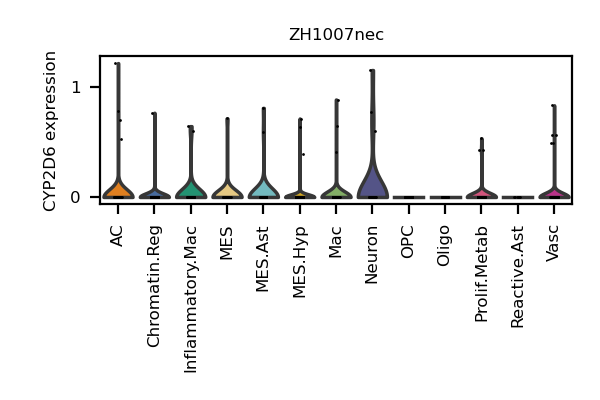 ZH1007nec
CYP2D6 expression
1
0
AC
Chromatin.Reg
Inflammatory.Mac
MES
MES.Ast
MES.Hyp
Mac
Neuron
OPC
Oligo
Prolif.Metab
Reactive.Ast
Vasc